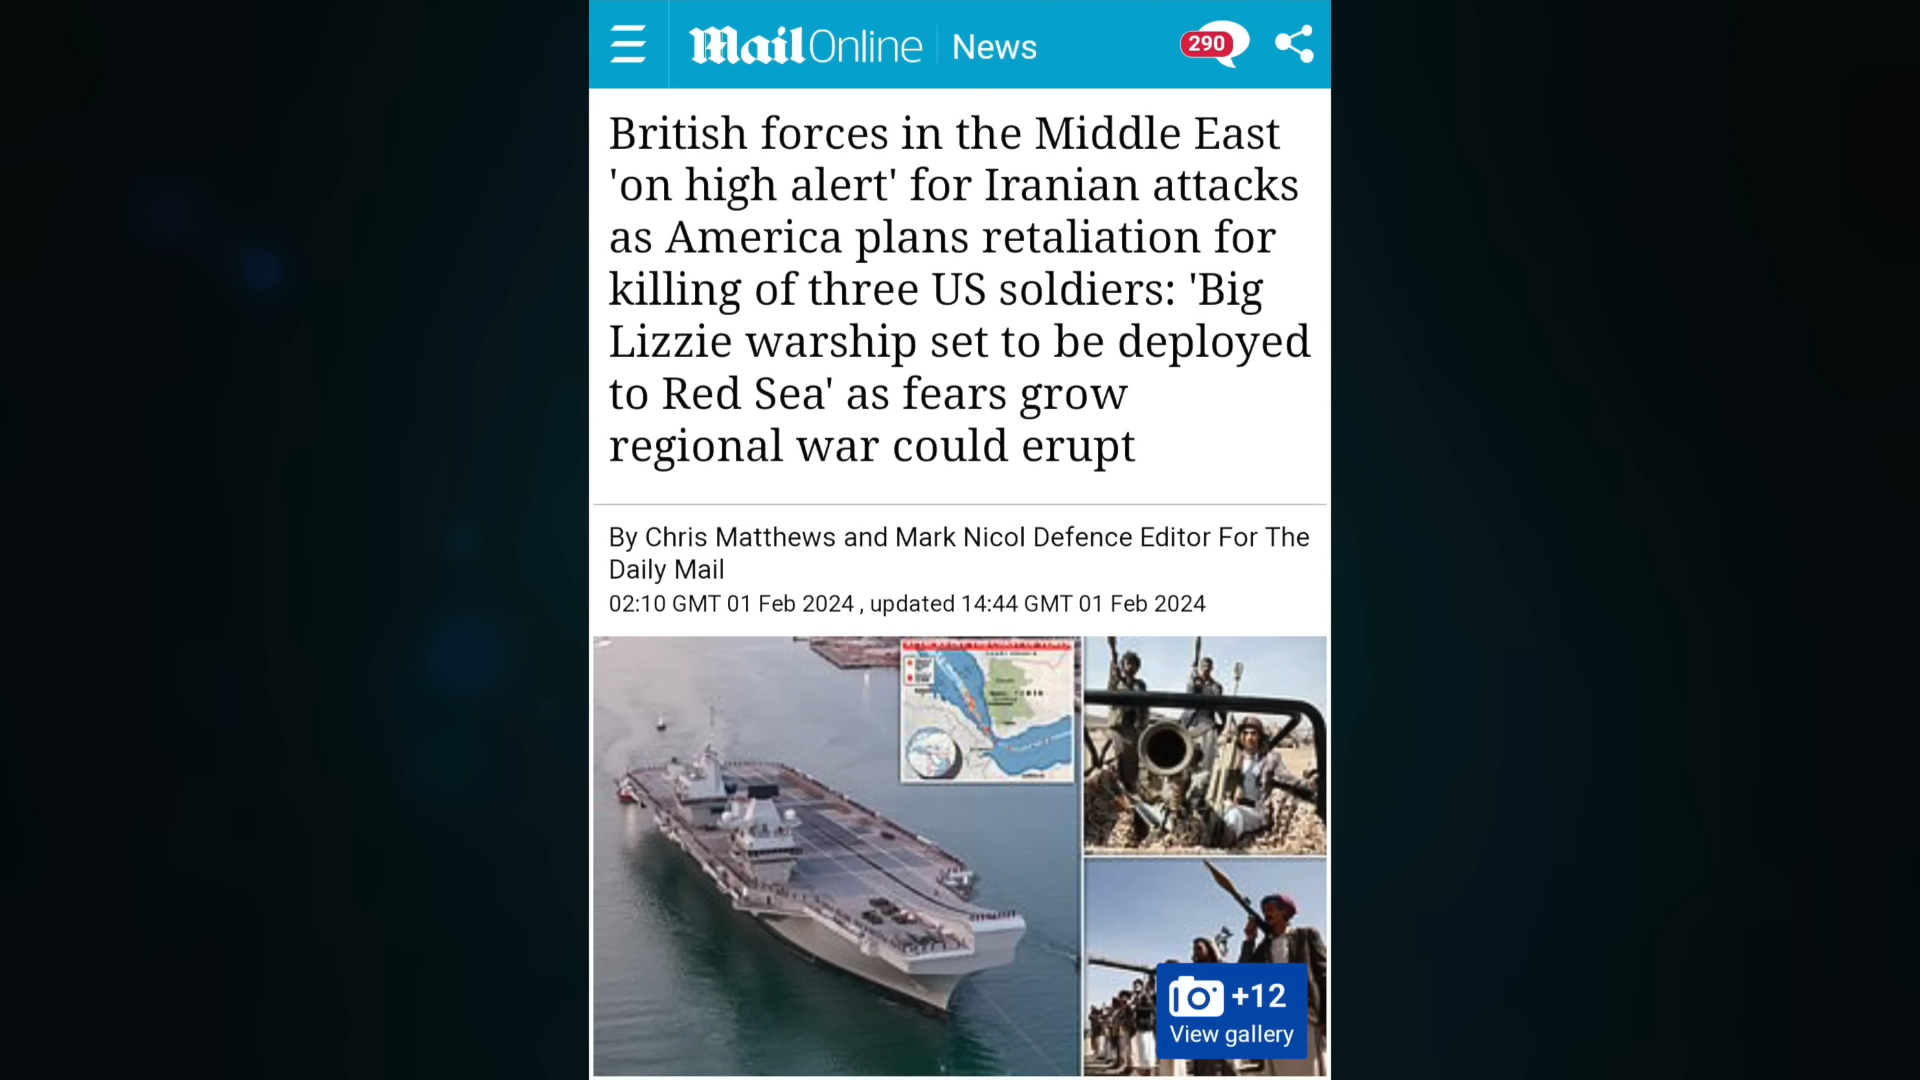 MailOnline News 290
British forces in the Middle East
'on high alert' for Iranian attacks
as America plans retaliation for
killing of three US soldiers: 'Big
Lizzie warship set to be deployed
to Red Sea' as fears grow
regional war could erupt
By Chris Matthews and Mark Nicol Defence Editor For The
Daily Mail
02:10 GMT 01 Feb 2024 , updated 14:44 GMT 01 Feb 2024
+12
View gallery